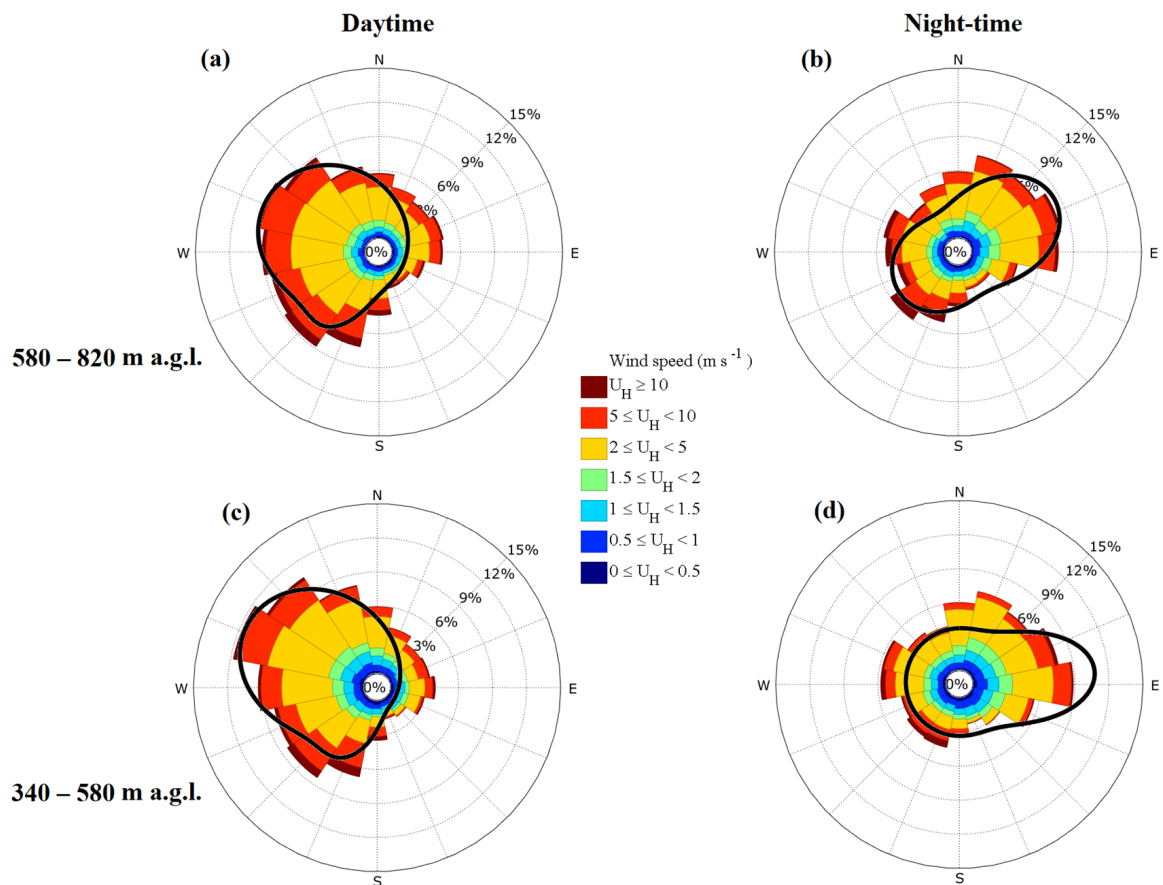 Daytime
Night-time
(a)
(b)
N
N
15%
15%
12%
12%
9%
9%
6%
3%
W
0%
E
W
0%
E
S
S
580 – 820 m a.g.l.
Wind speed (m s⁻¹)
U_H ≥ 10
5 ≤ U_H < 10
2 ≤ U_H < 5
1.5 ≤ U_H < 2
1 ≤ U_H < 1.5
0.5 ≤ U_H < 1
0 ≤ U_H < 0.5
(c)
(d)
N
N
15%
15%
12%
12%
9%
9%
6%
6%
3%
W
0%
E
W
0%
E
S
S
340 – 580 m a.g.l.